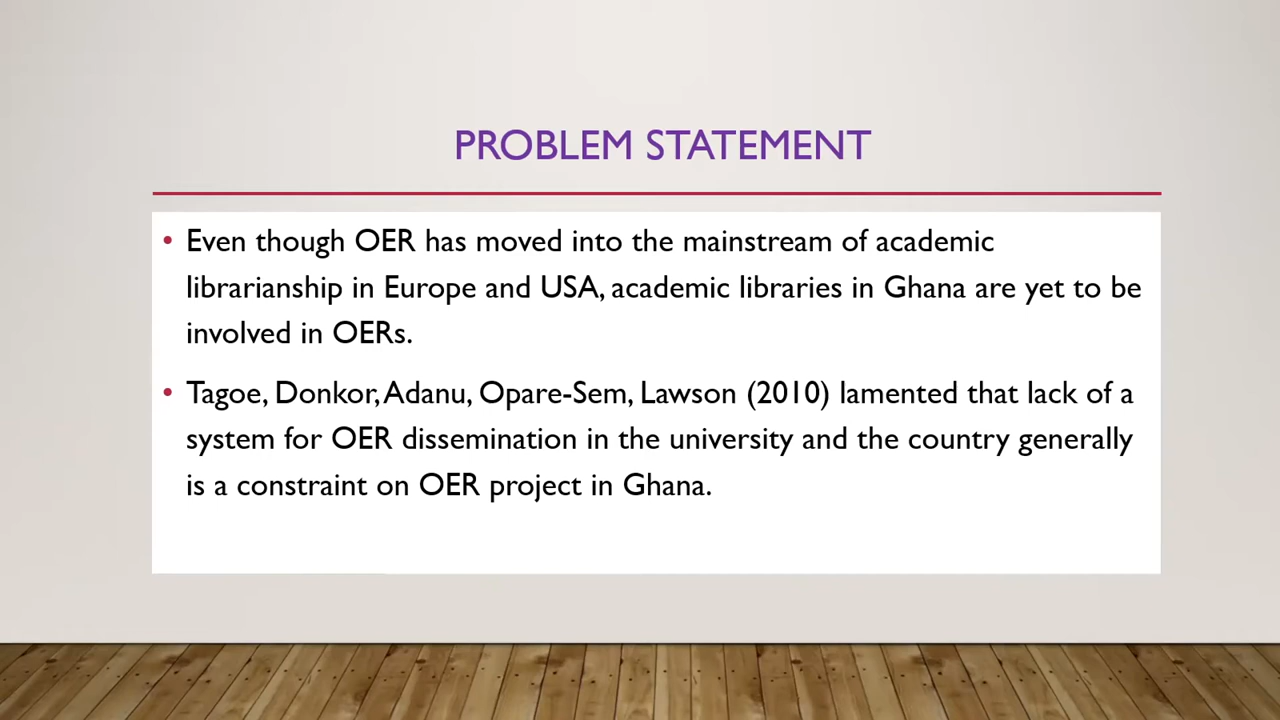 PROBLEM STATEMENT
• Even though OER has moved into the mainstream of academic
librarianship in Europe and USA, academic libraries in Ghana are yet to be
involved in OERs.
• Tagoe, Donkor, Adanu, Opare-Sem, Lawson (2010) lamented that lack of a
system for OER dissemination in the university and the country generally
is a constraint on OER project in Ghana.